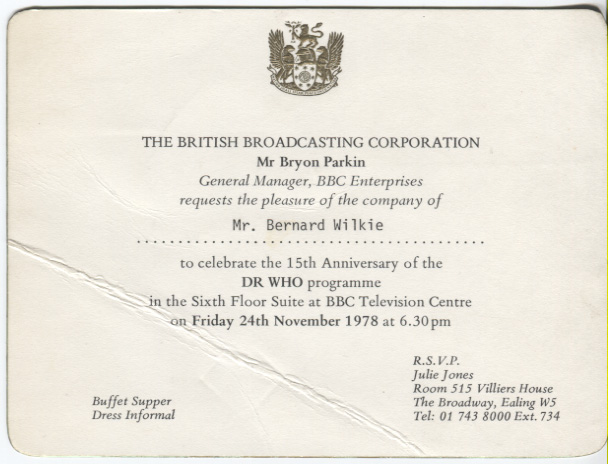 THE BRITISH BROADCASTING CORPORATION
Mr Bryon Parkin
General Manager, BBC Enterprises
requests the pleasure of the company of
Mr. Bernard Wilkie
to celebrate the 15th Anniversary of the
DR WHO programme
in the Sixth Floor Suite at BBC Television Centre
on Friday 24th November 1978 at 6.30pm
Buffet Supper
Dress Informal
R.S.V.P.
Julie Jones
Room 515 Villiers House
The Broadway, Ealing W5
Tel: 01 743 8000 Ext. 734